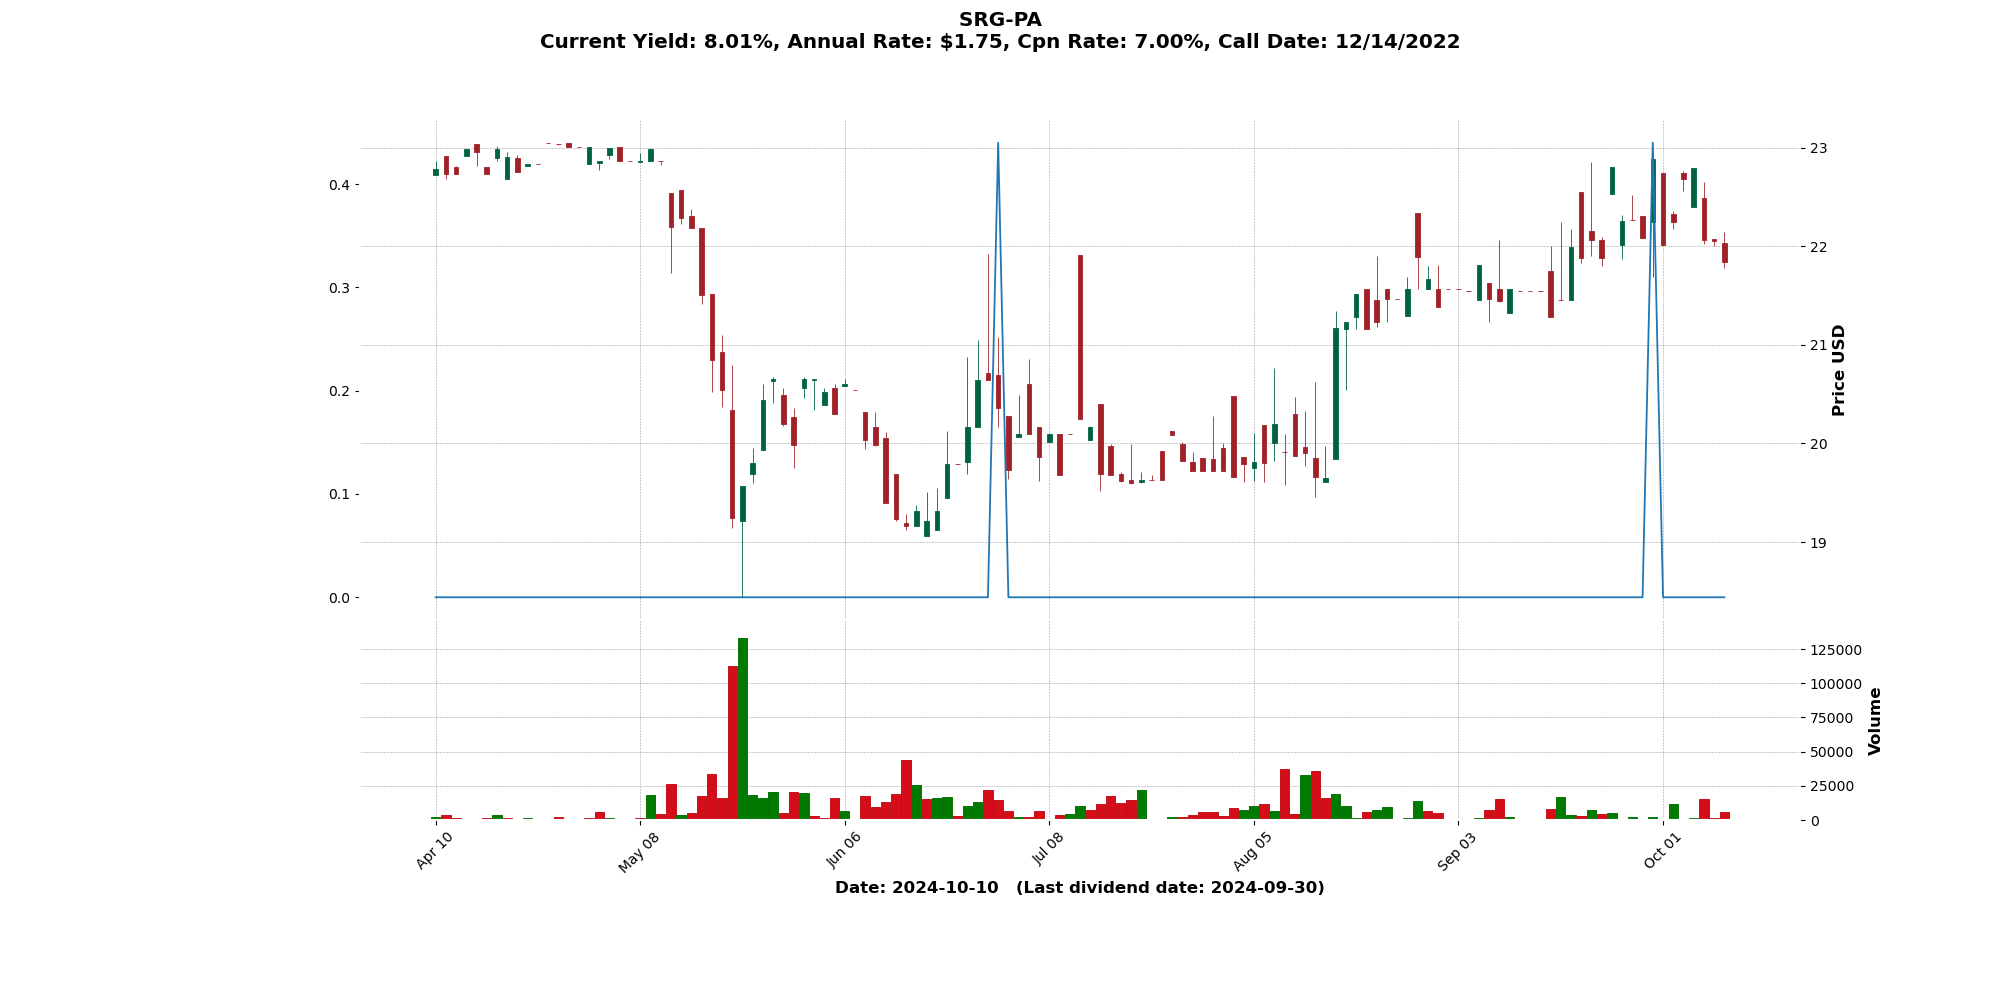 SRG-PA
Current Yield: 8.01%, Annual Rate: $1.75, Cpn Rate: 7.00%, Call Date: 12/14/2022
0.4
0.3
0.2
0.1
0.0
23
22
21
20
19
Price USD
125000
100000
75000
50000
25000
0
Volume
Apr 10
May 08
Jun 06
Jul 08
Aug 05
Sep 03
Oct 01
Date: 2024-10-10 (Last dividend date: 2024-09-30)